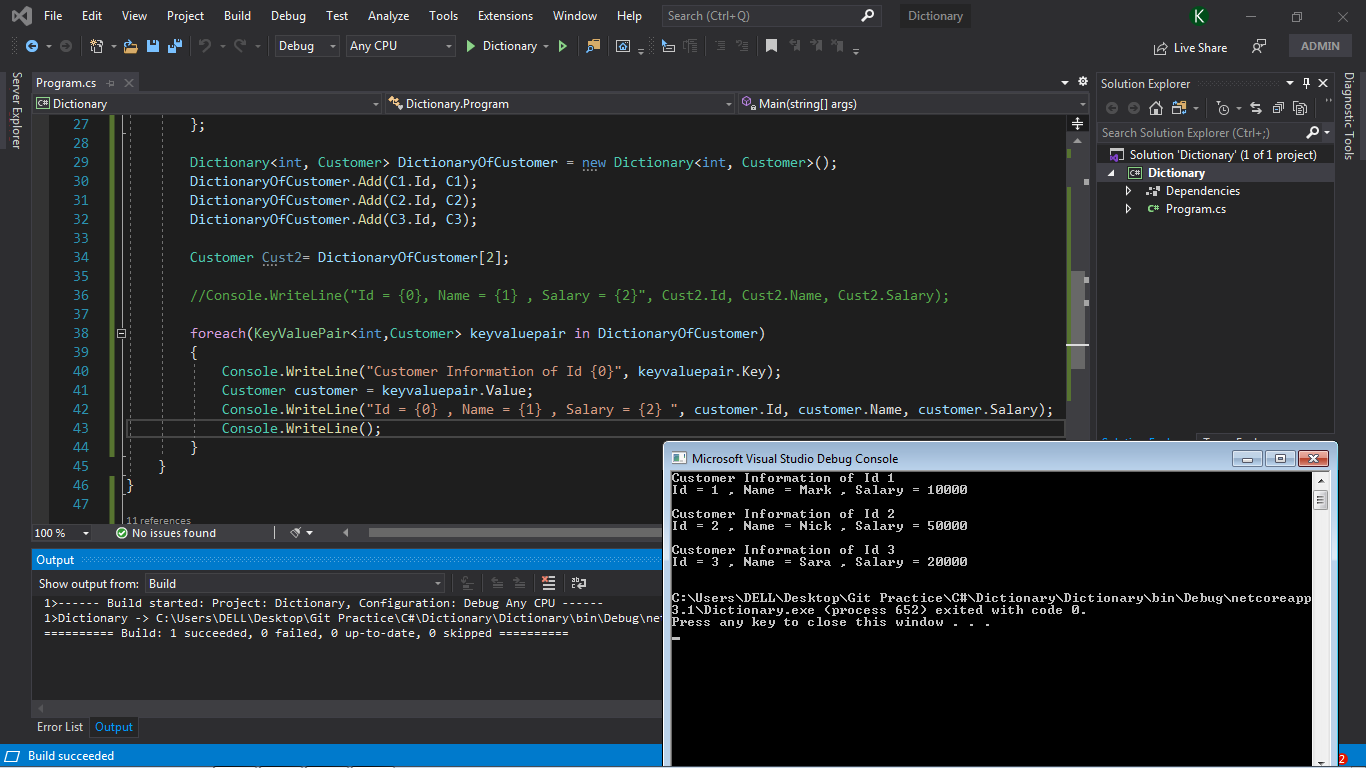 File Edit View Project Build Debug Test Analyze Tools Extensions Window Help Search (Ctrl+Q) Dictionary K
Debug Any CPU Dictionary Live Share ADMIN
Server Explorer
Program.cs
C# Dictionary Dictionary.Program Main(string[] args)
27 };
28
29 Dictionary<int, Customer> DictionaryOfCustomer = new Dictionary<int, Customer>();
30 DictionaryOfCustomer.Add(C1.Id, C1);
31 DictionaryOfCustomer.Add(C2.Id, C2);
32 DictionaryOfCustomer.Add(C3.Id, C3);
33
34 Customer Cust2= DictionaryOfCustomer[2];
35
36 //Console.WriteLine("Id = {0}, Name = {1} , Salary = {2}", Cust2.Id, Cust2.Name, Cust2.Salary);
37
38 foreach(KeyValuePair<int,Customer> keyvaluepair in DictionaryOfCustomer)
39 {
40 Console.WriteLine("Customer Information of Id {0}", keyvaluepair.Key);
41 Customer customer = keyvaluepair.Value;
42 Console.WriteLine("Id = {0} , Name = {1} , Salary = {2} ", customer.Id, customer.Name, customer.Salary);
43 Console.WriteLine();
44 }
45 }
46 }
47
11 references
100 % No issues found
Solution Explorer
Search Solution Explorer (Ctrl+;)
Solution 'Dictionary' (1 of 1 project)
C# Dictionary
Dependencies
C# Program.cs
Diagnostic Tools
Output
Show output from: Build
1>------ Build started: Project: Dictionary, Configuration: Debug Any CPU ------
1>Dictionary -> C:\Users\DELL\Desktop\Git Practice\C#\Dictionary\Dictionary\bin\Debug\net
========== Build: 1 succeeded, 0 failed, 0 up-to-date, 0 skipped ==========
Error List Output
Build succeeded
Microsoft Visual Studio Debug Console
Customer Information of Id 1
Id = 1 , Name = Mark , Salary = 10000
Customer Information of Id 2
Id = 2 , Name = Nick , Salary = 50000
Customer Information of Id 3
Id = 3 , Name = Sara , Salary = 20000
C:\Users\DELL\Desktop\Git Practice\C#\Dictionary\Dictionary\bin\Debug\netcoreapp
3.1\Dictionary.exe (process 652) exited with code 0.
Press any key to close this window . . .
2